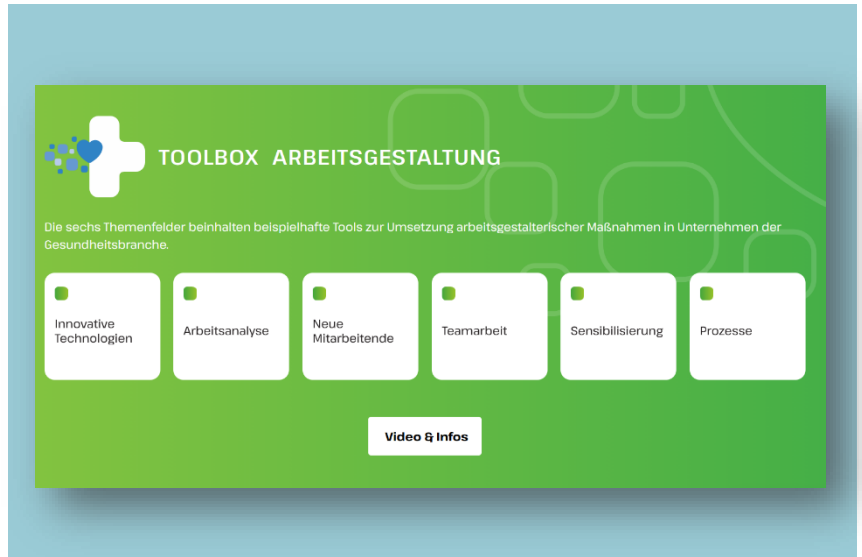 TOOLBOX ARBEITSGESTALTUNG
Die sechs Themenfelder beinhalten beispielhafte Tools zur Umsetzung arbeitsgestalterischer Maßnahmen in Unternehmen der
Gesundheitsbranche.
Innovative
Technologien
Arbeitsanalyse
Neue
Mitarbeitende
Teamarbeit
Sensibilisierung
Prozesse
Video & Infos